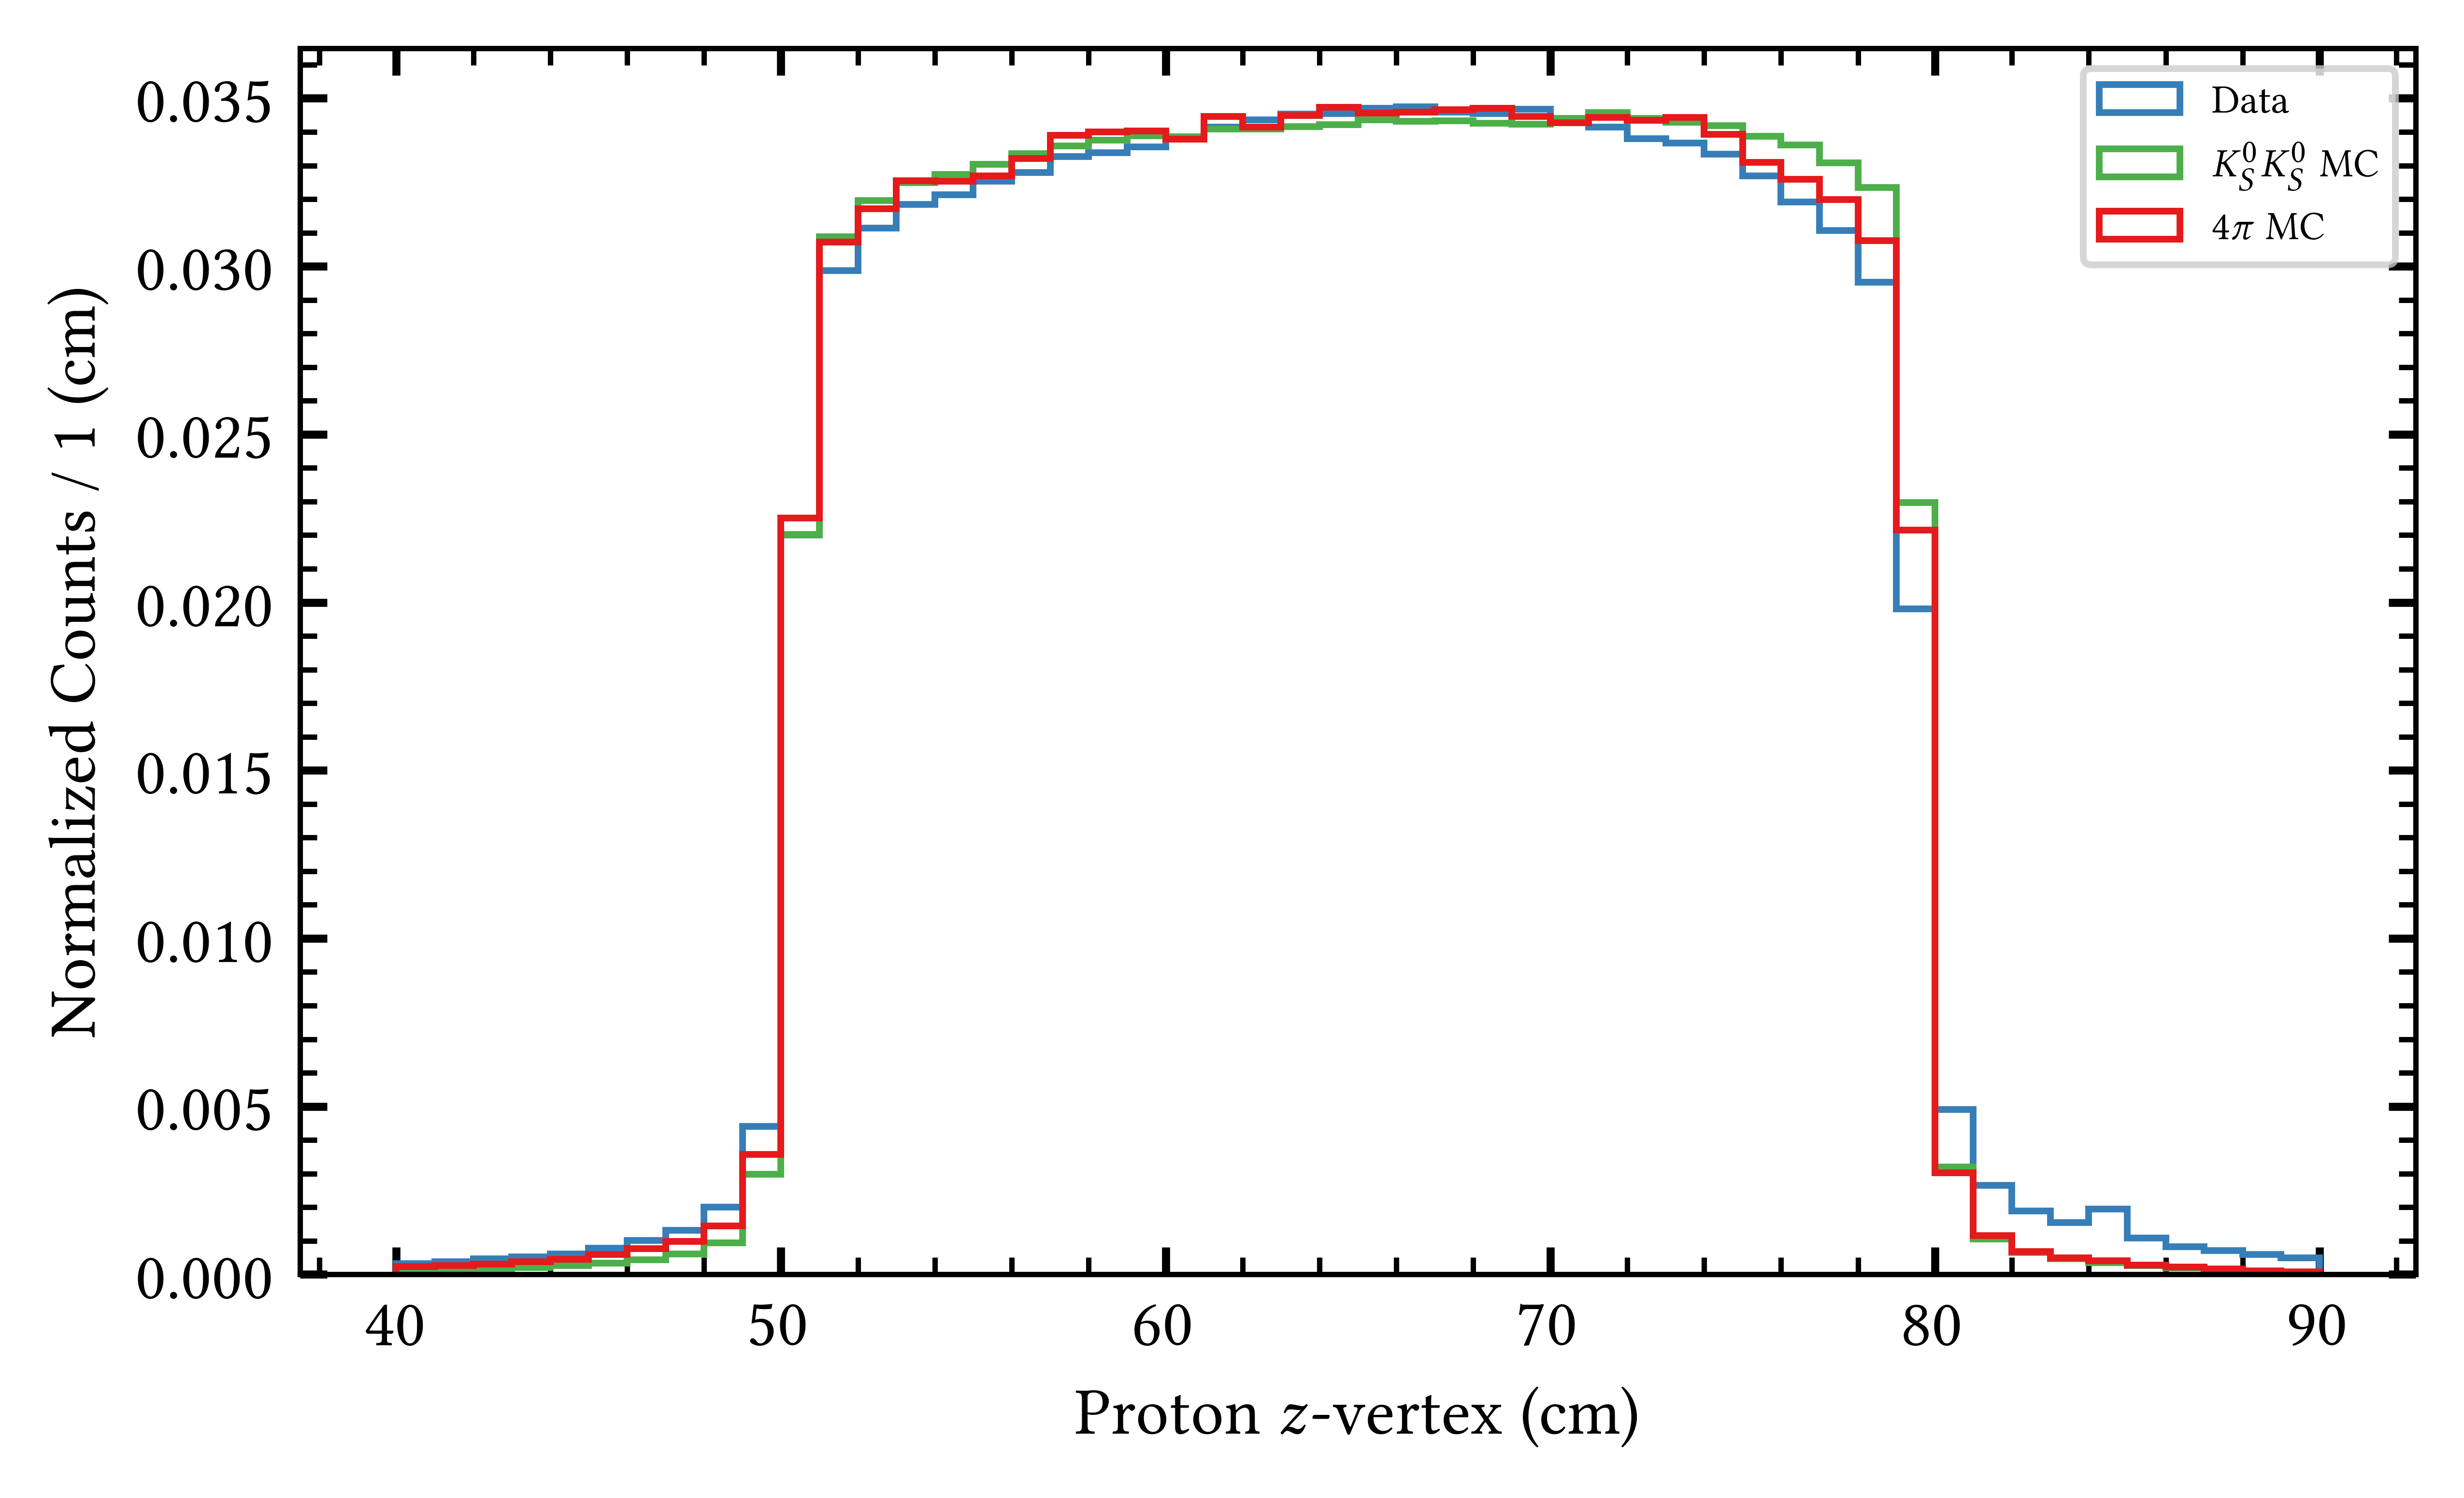 Data
$K_S^0 K_S^0$ MC
4π MC
Normalized Counts / 1 (cm)
0.035
0.030
0.025
0.020
0.015
0.010
0.005
0.000
40 50 60 70 80 90
Proton z-vertex (cm)